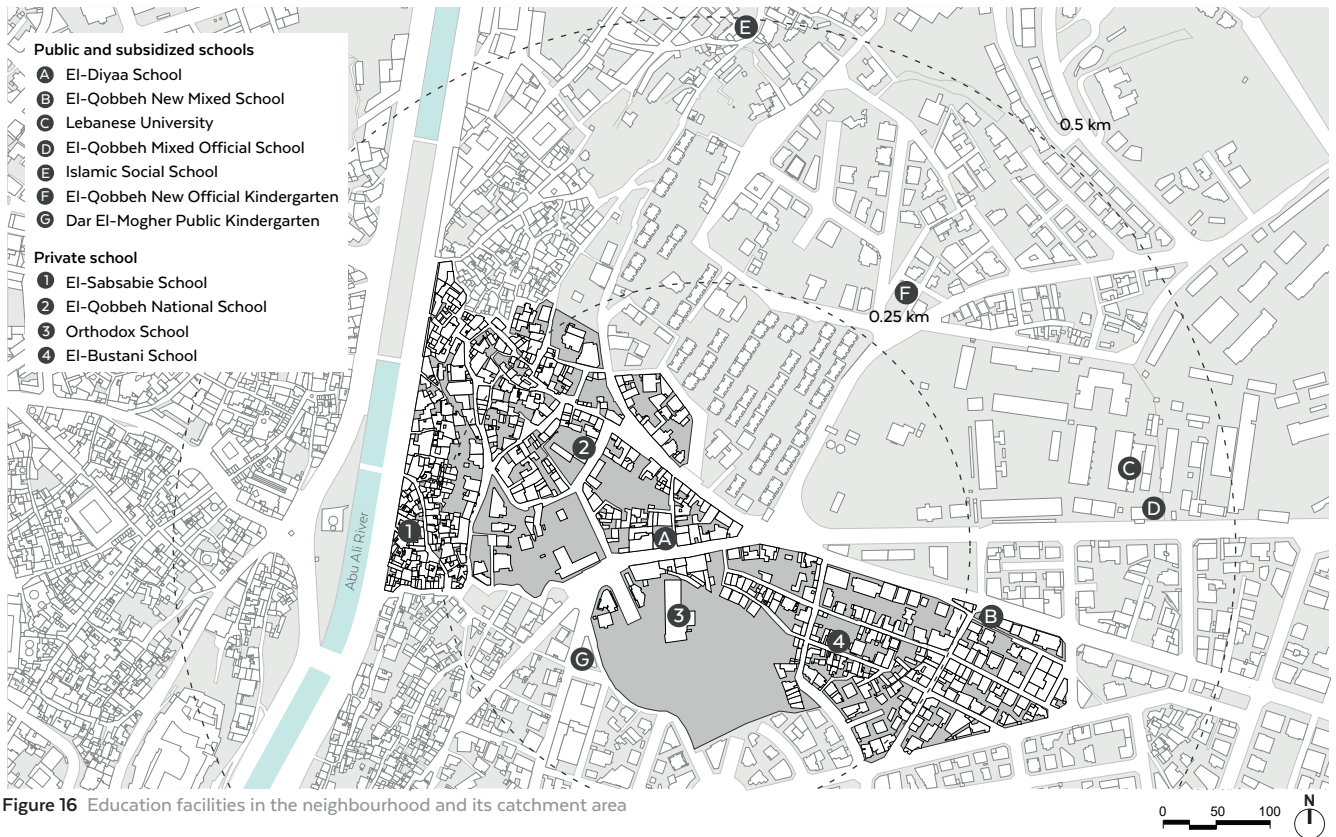 Public and subsidized schools
A El-Diyaa School
B El-Qobbeh New Mixed School
C Lebanese University
D El-Qobbeh Mixed Official School
E Islamic Social School
F El-Qobbeh New Official Kindergarten
G Dar El-Mogher Public Kindergarten
Private school
1 El-Sabsabie School
2 El-Qobbeh National School
3 Orthodox School
4 El-Bustani School
E
0.5 km
F
0.25 km
2
C
D
1
Abu Ali River
A
3
B
4
G
Figure 16 Education facilities in the neighbourhood and its catchment area
0 50 100
N